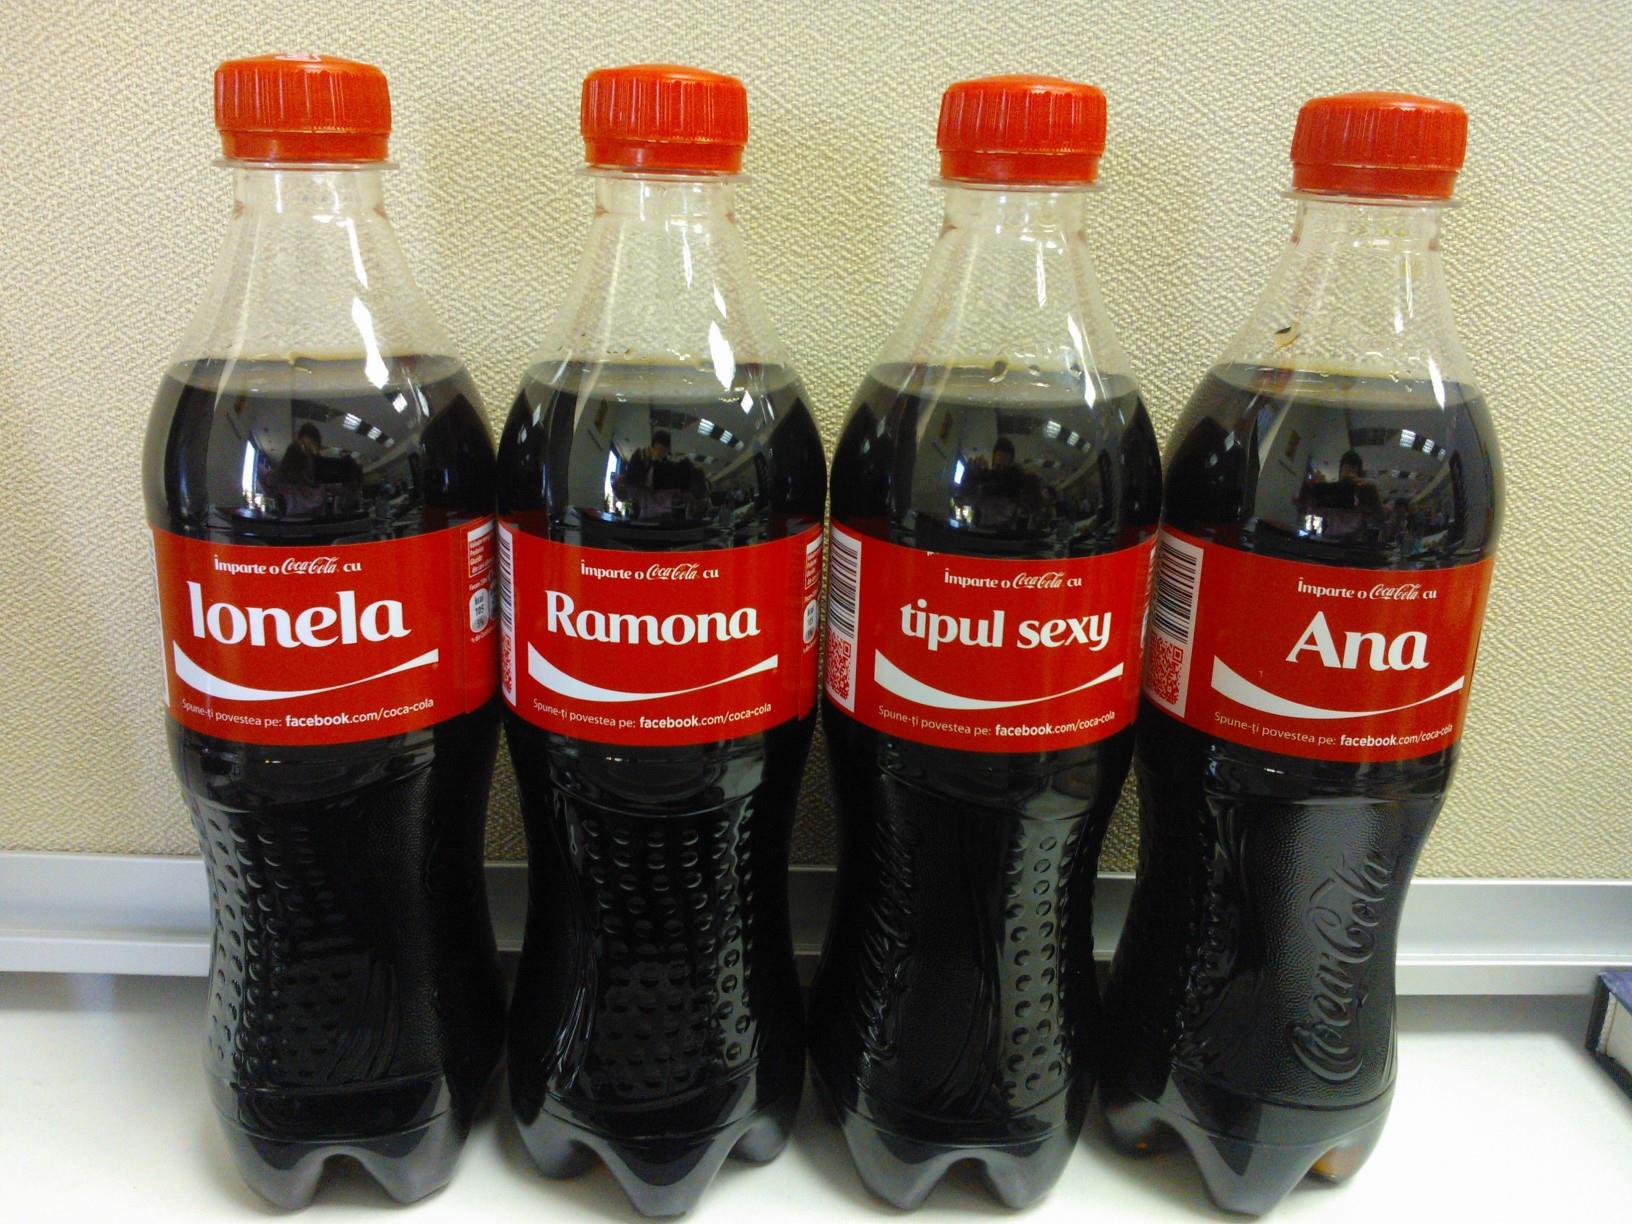 Împarte o Coca-Cola cu
Ionela
Spune-ți povestea pe: facebook.com/coca-cola
Împarte o Coca-Cola cu
Ramona
Spune-ți povestea pe: facebook.com/coca-cola
Împarte o Coca-Cola cu
tipul sexy
Spune-ți povestea pe: facebook.com/coca-cola
Împarte o Coca-Cola cu
Ana
Spune-ți povestea pe: facebook.com/coca-cola
Coca-Cola